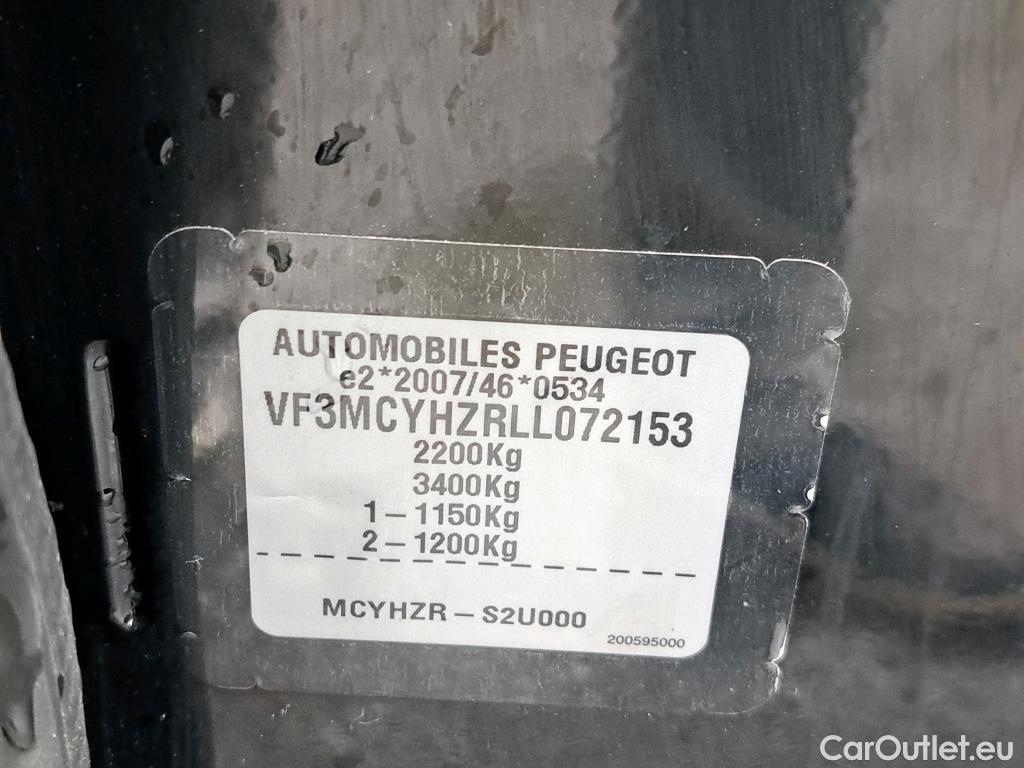 AUTOMOBILES PEUGEOT
e2*2007/46*0534
VF3MCYHZRLL072153
2200Kg
3400Kg
1-1150Kg
2-1200Kg
MCYHZR-S2U000
200595000
CarOutlet.eu